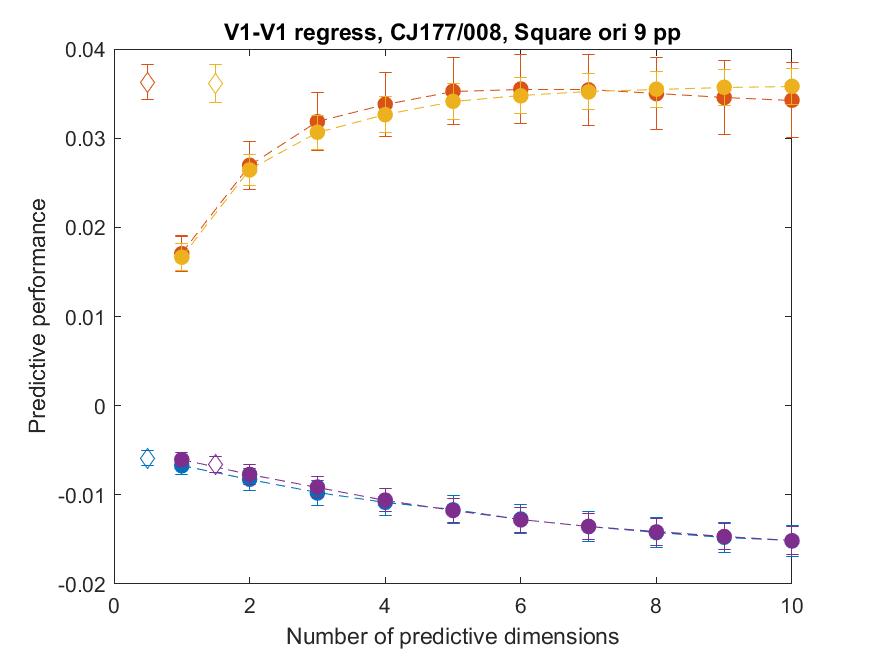 V1-V1 regress, CJ177/008, Square ori 9 pp
0.04
0.03
0.02
0.01
0
-0.01
-0.02
Predictive performance
0 2 4 6 8 10
Number of predictive dimensions